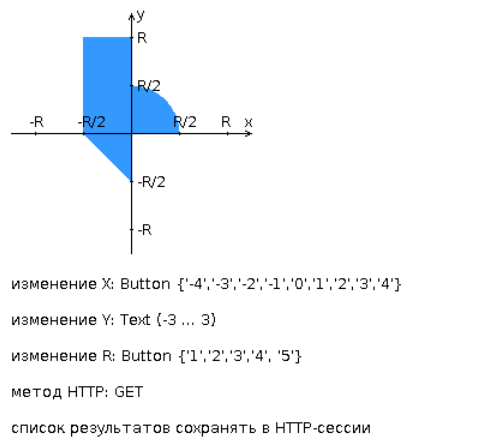 y
R
R/2
-R
-R/2
R/2
R
x
-R/2
-R
изменение X: Button {'-4','-3','-2','-1','0','1','2','3','4'}
изменение Y: Text (-3 ... 3)
изменение R: Button {'1','2','3','4', '5'}
метод HTTP: GET
список результатов сохранять в HTTP-сессии